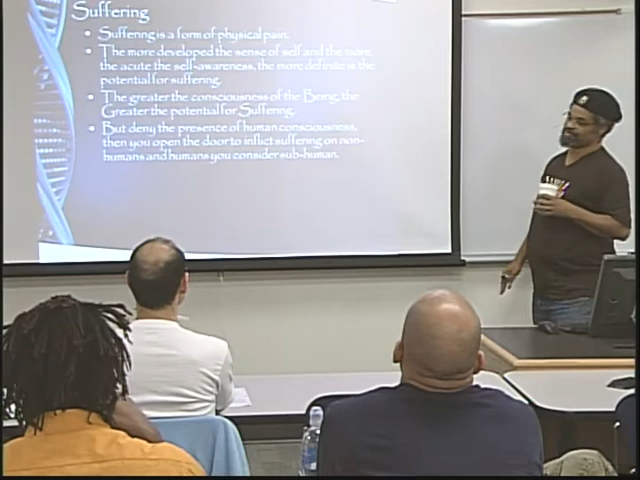 Suffering
• Suffering is a form of physical pain.
• The more developed the sense of self and the more
the acute the self-awareness, the more definite is the
potential for suffering.
• The greater the consciousness of the Being, the
Greater the potential for Suffering.
• But deny the presence of human consciousness,
then you open the door to inflict suffering on non-
humans and humans you consider sub-human.